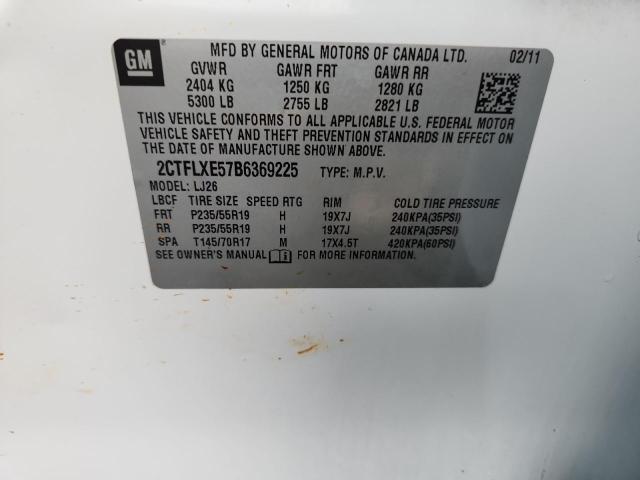 GM
MFD BY GENERAL MOTORS OF CANADA LTD. 02/11
GVWR GAWR FRT GAWR RR
2404 KG 1250 KG 1280 KG
5300 LB 2755 LB 2821 LB
THIS VEHICLE CONFORMS TO ALL APPLICABLE U.S. FEDERAL MOTOR
VEHICLE SAFETY AND THEFT PREVENTION STANDARDS IN EFFECT ON
THE DATE OF MANUFACTURE SHOWN ABOVE.
2CTFLXE57B6369225 TYPE: M.P.V.
MODEL: LJ26
LBCF TIRE SIZE SPEED RTG RIM COLD TIRE PRESSURE
FRT P235/55R19 H 19X7J 240KPA(35PSI)
RR P235/55R19 H 19X7J 240KPA(35PSI)
SPA T145/70R17 M 17X4.5T 420KPA(60PSI)
SEE OWNER'S MANUAL FOR MORE INFORMATION.